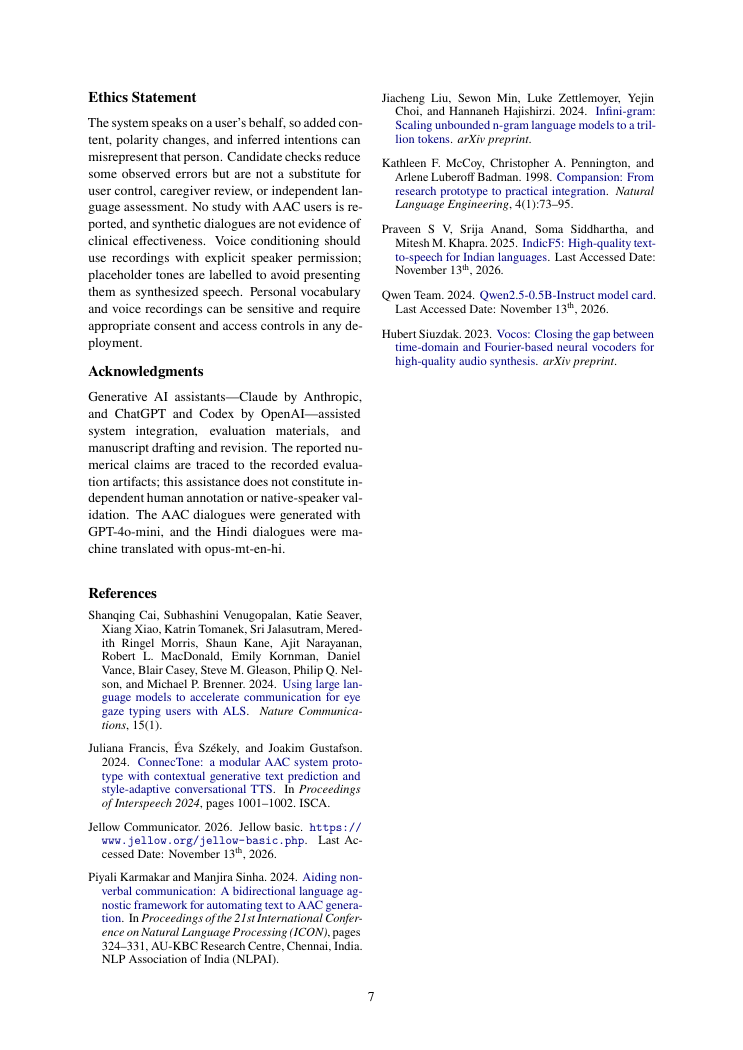 Ethics Statement
The system speaks on a user's behalf, so added con-
tent, polarity changes, and inferred intentions can
misrepresent that person. Candidate checks reduce
some observed errors but are not a substitute for
user control, caregiver review, or independent lan-
guage assessment. No study with AAC users is re-
ported, and synthetic dialogues are not evidence of
clinical effectiveness. Voice conditioning should
use recordings with explicit speaker permission;
placeholder tones are labelled to avoid presenting
them as synthesized speech. Personal vocabulary
and voice recordings can be sensitive and require
appropriate consent and access controls in any de-
ployment.
Acknowledgments
Generative AI assistants—Claude by Anthropic,
and ChatGPT and Codex by OpenAI—assisted
system integration, evaluation materials, and
manuscript drafting and revision. The reported nu-
merical claims are traced to the recorded evalua-
tion artifacts; this assistance does not constitute in-
dependent human annotation or native-speaker val-
idation. The AAC dialogues were generated with
GPT-4o-mini, and the Hindi dialogues were ma-
chine translated with opus-mt-en-hi.
References
Shanqing Cai, Subhashini Venugopalan, Katie Seaver,
Xiang Xiao, Katrin Tomanek, Sri Jalasutram, Mered-
ith Ringel Morris, Shaun Kane, Ajit Narayanan,
Robert L. MacDonald, Emily Kornman, Daniel
Vance, Blair Casey, Steve M. Gleason, Philip Q. Nel-
son, and Michael P. Brenner. 2024. Using large lan-
guage models to accelerate communication for eye
gaze typing users with ALS. Nature Communica-
tions, 15(1).
Juliana Francis, Éva Székely, and Joakim Gustafson.
2024. ConnecTone: a modular AAC system proto-
type with contextual generative text prediction and
style-adaptive conversational TTS. In Proceedings
of Interspeech 2024, pages 1001–1002. ISCA.
Jellow Communicator. 2026. Jellow basic. https://
www.jellow.org/jellow-basic.php. Last Ac-
cessed Date: November 13th, 2026.
Piyali Karmakar and Manjira Sinha. 2024. Aiding non-
verbal communication: A bidirectional language ag-
nostic framework for automating text to AAC genera-
tion. In Proceedings of the 21st International Confer-
ence on Natural Language Processing (ICON), pages
324–331, AU-KBC Research Centre, Chennai, India.
NLP Association of India (NLPAI).
Jiacheng Liu, Sewon Min, Luke Zettlemoyer, Yejin
Choi, and Hannaneh Hajishirzi. 2024. Infini-gram:
Scaling unbounded n-gram language models to a tril-
lion tokens. arXiv preprint.
Kathleen F. McCoy, Christopher A. Pennington, and
Arlene Luberoff Badman. 1998. Compansion: From
research prototype to practical integration. Natural
Language Engineering, 4(1):73–95.
Praveen S V, Srija Anand, Soma Siddhartha, and
Mitesh M. Khapra. 2025. IndicF5: High-quality text-
to-speech for Indian languages. Last Accessed Date:
November 13th, 2026.
Qwen Team. 2024. Qwen2.5-0.5B-Instruct model card.
Last Accessed Date: November 13th, 2026.
Hubert Siuzdak. 2023. Vocos: Closing the gap between
time-domain and Fourier-based neural vocoders for
high-quality audio synthesis. arXiv preprint.
7